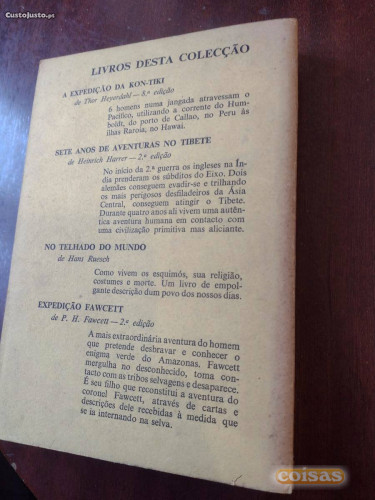 CustoJusto.pt
LIVROS DESTA COLECÇÃO
A EXPEDIÇÃO DA KON-TIKI
de Thor Heyerdahl — 8.ª edição
6 homens numa jangada atravessam o
Pacífico, utilizando a corrente do Hum-
boldt, do porto de Callao, no Peru às
ilhas Raroia, no Hawai.
SETE ANOS DE AVENTURAS NO TIBETE
de Heinrich Harrer — 2.ª edição
No início da 2.ª guerra os ingleses na Ín-
dia prenderam os súbditos do Eixo. Dois
alemães conseguem evadir-se e trilhando
os mais perigosos desfiladeiros da Ásia
Central, conseguem atingir o Tibete.
Durante quatro anos ali vivem uma autên-
tica aventura humana em contacto com
uma civilização primitiva mas aliciante.
NO TELHADO DO MUNDO
de Hans Ruesch
Como vivem os esquimós, sua religião,
costumes e morte. Um livro de empol-
gante descrição dum povo dos nossos dias.
EXPEDIÇÃO FAWCETT
de P. H. Fawcett — 2.ª edição
A mais extraordinária aventura do homem
que pretende desbravar e conhecer o
enigma verde do Amazonas. Fawcett
mergulha no desconhecido, toma con-
tacto com as tribos selvagens e desaparece.
É seu filho que reconstitui a aventura do
coronel Fawcett, através de cartas e
descrições dele recebidas à medida que
se ia internando na selva.
coisas